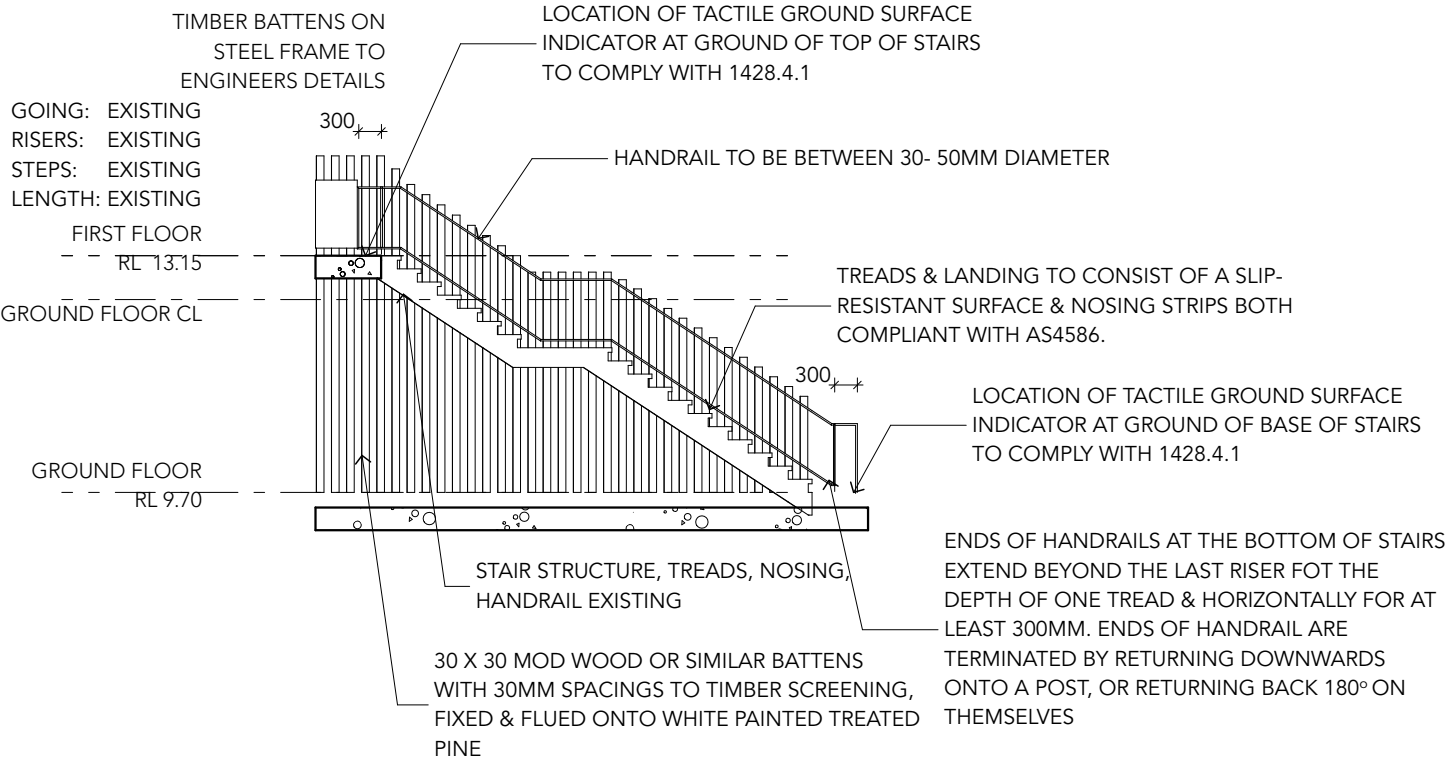 TIMBER BATTENS ON
STEEL FRAME TO
ENGINEERS DETAILS
LOCATION OF TACTILE GROUND SURFACE
INDICATOR AT GROUND OF TOP OF STAIRS
TO COMPLY WITH 1428.4.1
GOING: EXISTING
RISERS: EXISTING
STEPS: EXISTING
LENGTH: EXISTING
300
HANDRAIL TO BE BETWEEN 30- 50MM DIAMETER
FIRST FLOOR
RL 13.15
GROUND FLOOR CL
TREADS & LANDING TO CONSIST OF A SLIP-
RESISTANT SURFACE & NOSING STRIPS BOTH
COMPLIANT WITH AS4586.
300
LOCATION OF TACTILE GROUND SURFACE
INDICATOR AT GROUND OF BASE OF STAIRS
TO COMPLY WITH 1428.4.1
GROUND FLOOR
RL 9.70
STAIR STRUCTURE, TREADS, NOSING,
HANDRAIL EXISTING
30 X 30 MOD WOOD OR SIMILAR BATTENS
WITH 30MM SPACINGS TO TIMBER SCREENING,
FIXED & FLUED ONTO WHITE PAINTED TREATED
PINE
ENDS OF HANDRAILS AT THE BOTTOM OF STAIRS
EXTEND BEYOND THE LAST RISER FOT THE
DEPTH OF ONE TREAD & HORIZONTALLY FOR AT
LEAST 300MM. ENDS OF HANDRAIL ARE
TERMINATED BY RETURNING DOWNWARDS
ONTO A POST, OR RETURNING BACK 180º ON
THEMSELVES